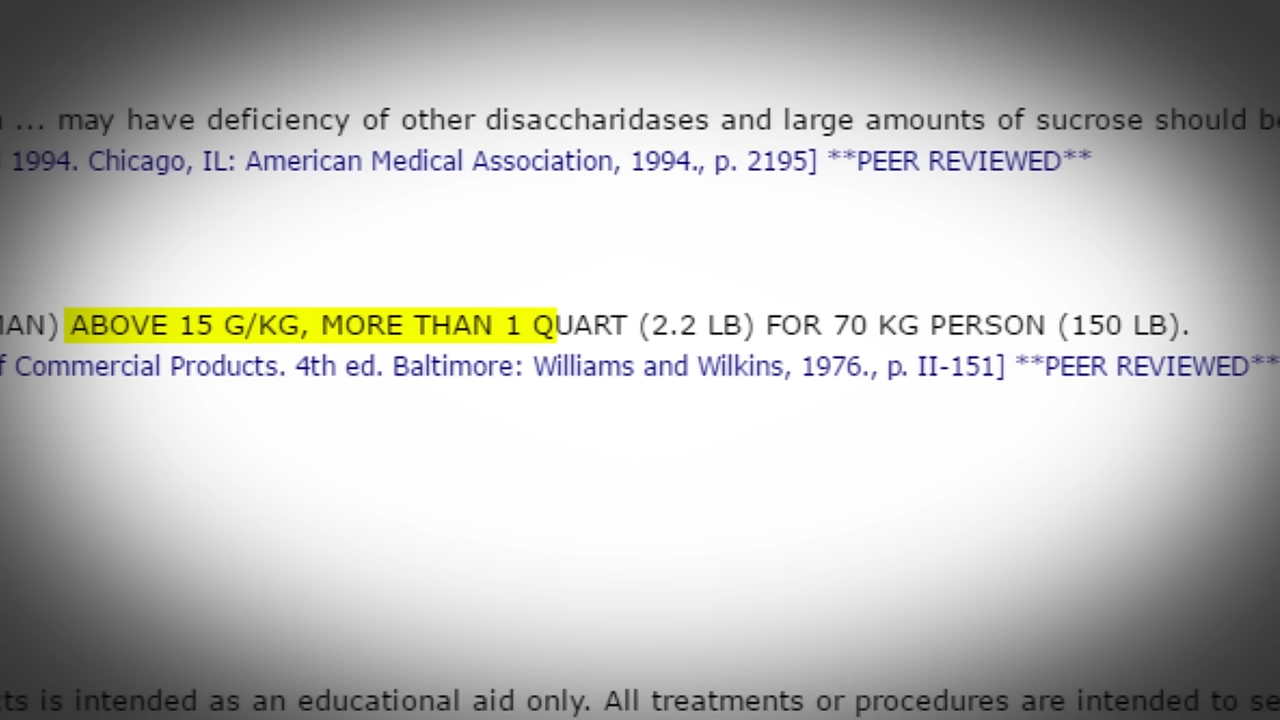 ... may have deficiency of other disaccharidases and large amounts of sucrose should be
1994. Chicago, IL: American Medical Association, 1994., p. 2195] **PEER REVIEWED**
ABOVE 15 G/KG, MORE THAN 1 QUART (2.2 LB) FOR 70 KG PERSON (150 LB).
Commercial Products. 4th ed. Baltimore: Williams and Wilkins, 1976., p. II-151] **PEER REVIEWED**
is intended as an educational aid only. All treatments or procedures are intended to